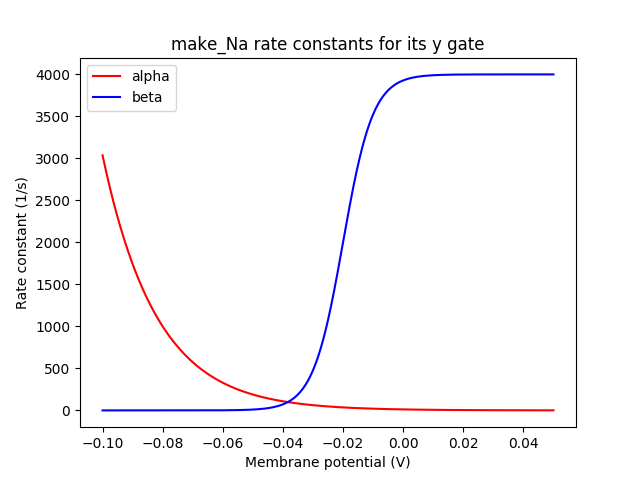 make_Na rate constants for its y gate
alpha
beta
4000
3500
3000
2500
2000
1500
1000
500
0
Rate constant (1/s)
−0.10 −0.08 −0.06 −0.04 −0.02 0.00 0.02 0.04
Membrane potential (V)